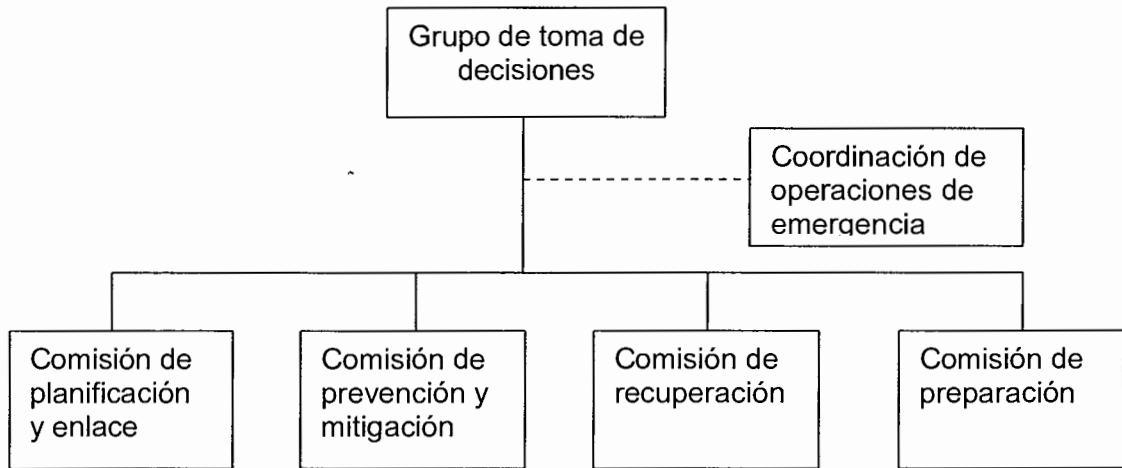 Grupo de toma de
decisiones
Coordinación de
operaciones de
emergencia
Comisión de
planificación
y enlace
Comisión de
prevención y
mitigación
Comisión de
recuperación
Comisión de
preparación